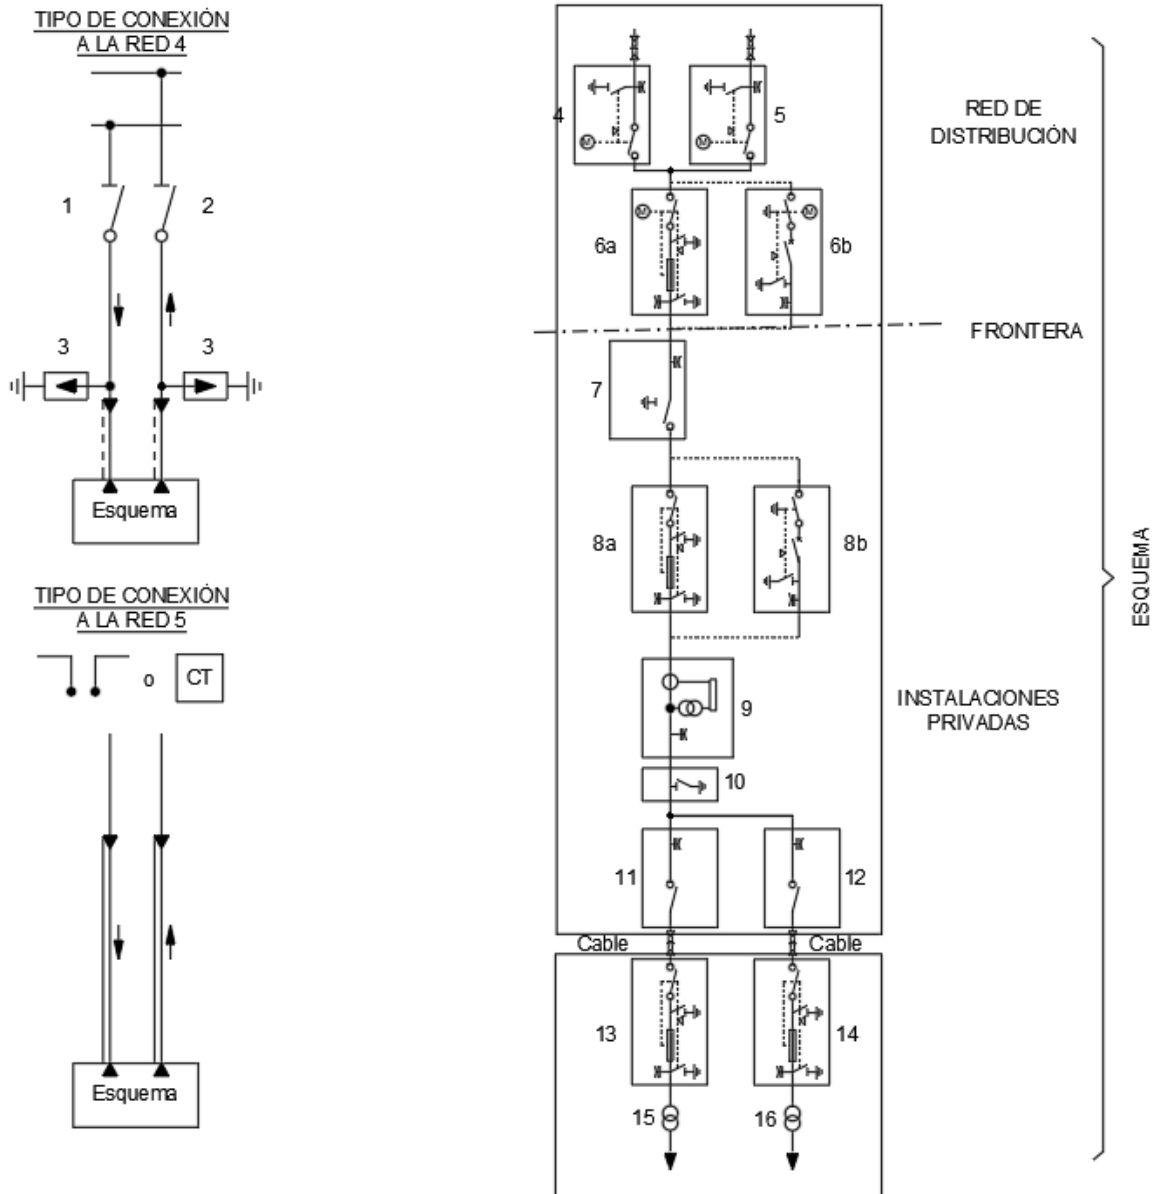 TIPO DE CONEXIÓN
A LA RED 4
1
2
3
3
Esquema
TIPO DE CONEXIÓN
A LA RED 5
o
CT
Esquema
4
M
5
M
RED DE
DISTRIBUCIÓN
M
6a
M
6b
FRONTERA
7
8a
8b
ESQUEMA
9
INSTALACIONES
PRIVADAS
10
11
12
Cable
Cable
13
14
15
16